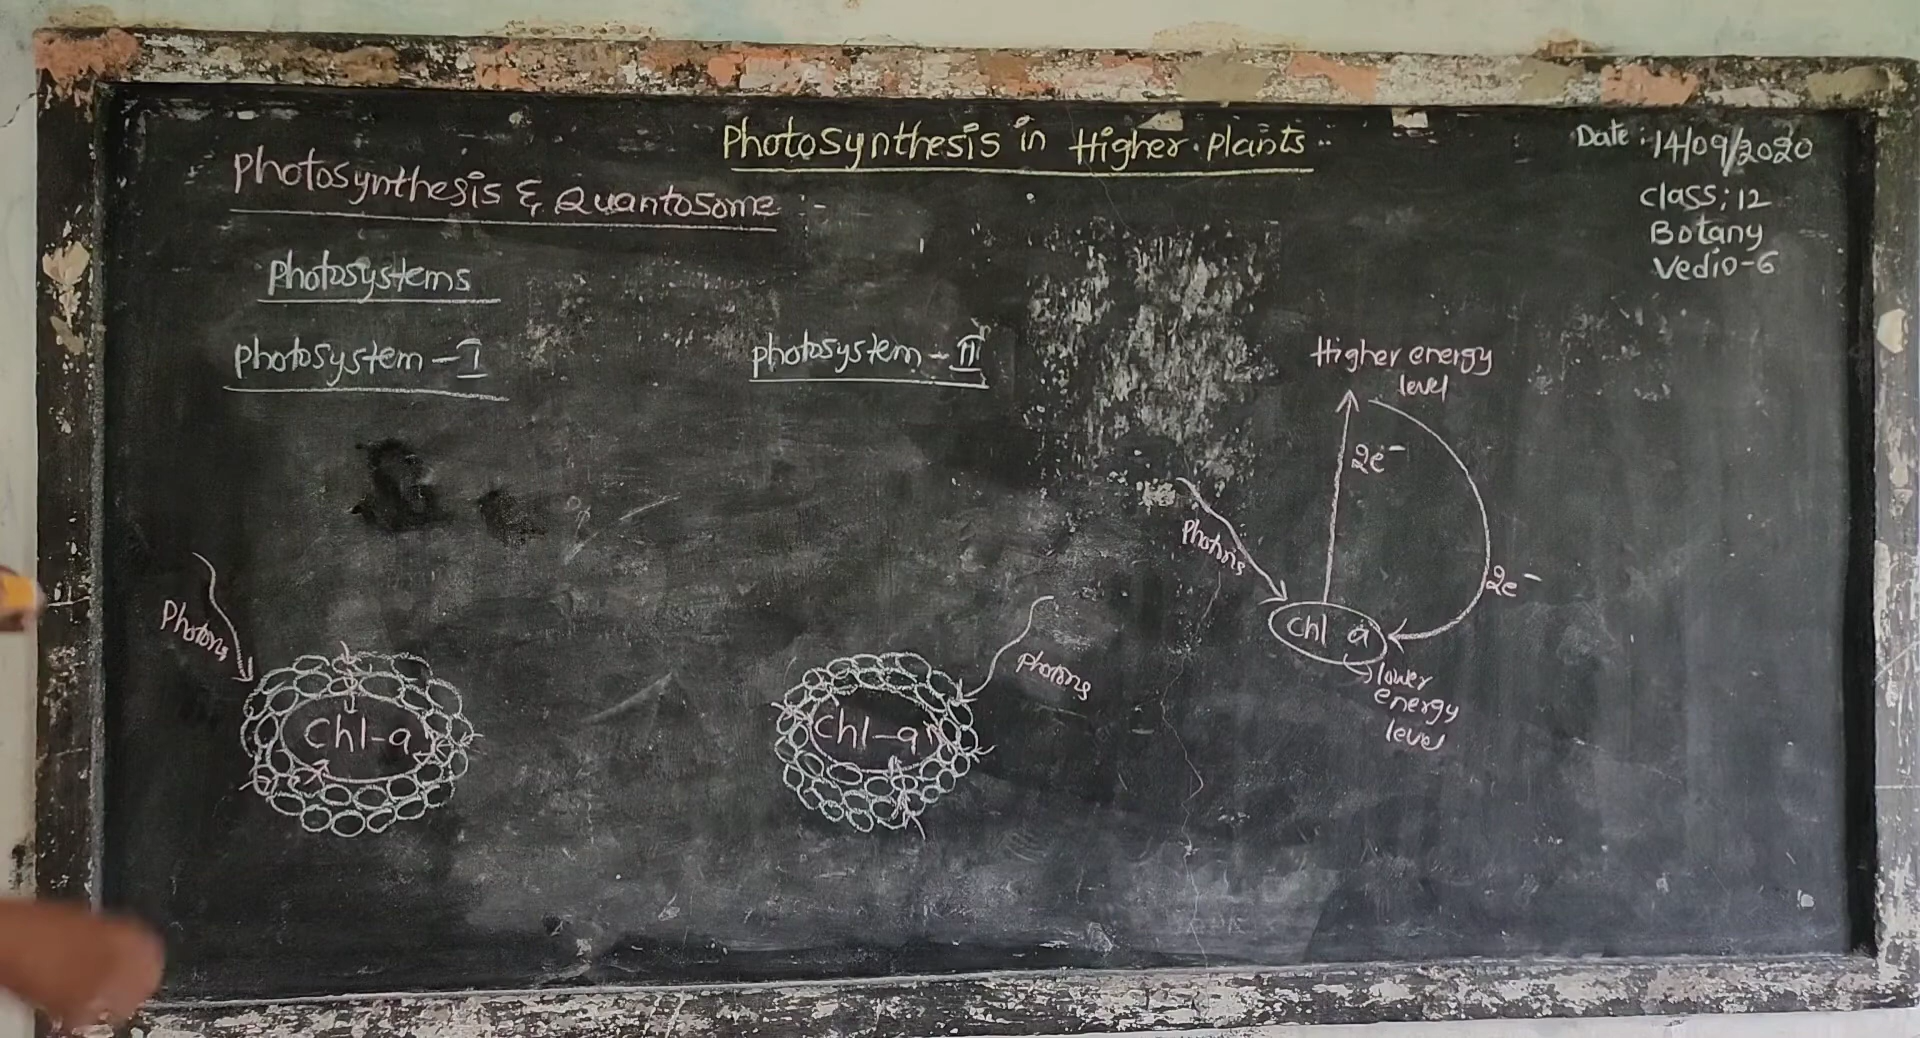 Photosynthesis in Higher Plants
Date: 14/09/2020
class: 12
Botany
Vedio-6
Photosynthesis & Quantosome :-
Photosystems
Photosystem-I
Photosystem-II
Higher energy
level
2e⁻
Photons
2e⁻
Chl a
lower
energy
level
Photons
Chl-a
Photons
Chl-a